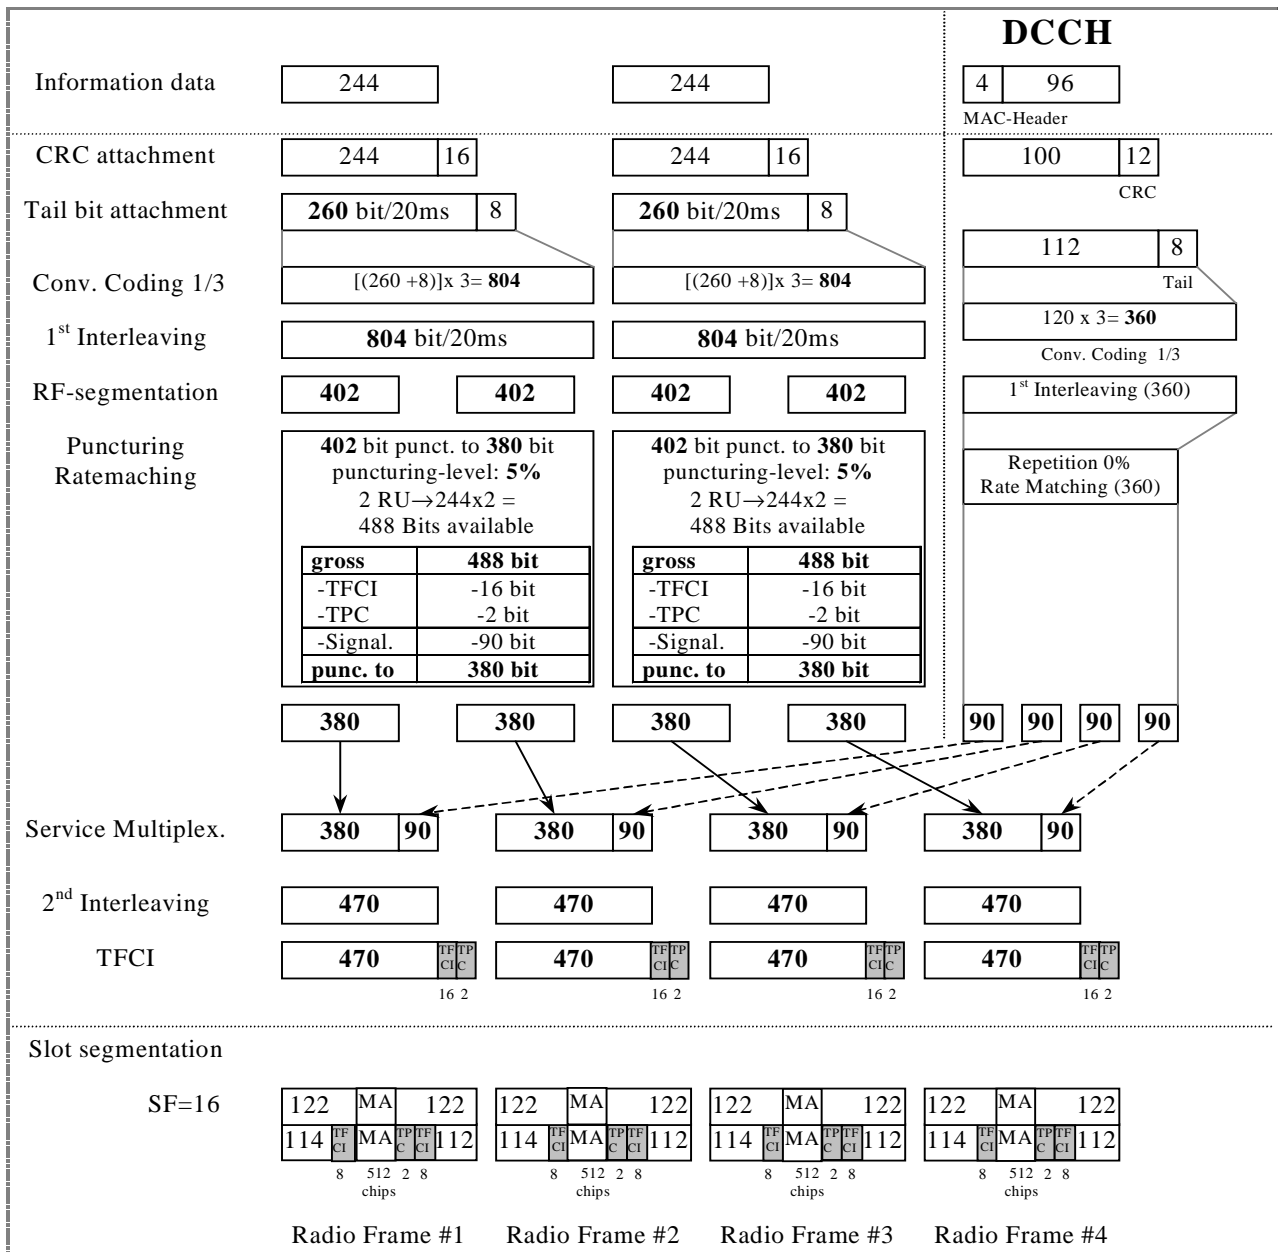 DCCH
Information data 244 244 4 96
MAC-Header
CRC attachment 244 16 244 16 100 12
CRC
Tail bit attachment 260 bit/20ms 8 260 bit/20ms 8
112 8
Tail
Conv. Coding 1/3 [(260 +8)]x 3= 804 [(260 +8)]x 3= 804
120 x 3= 360
Conv. Coding 1/3
1st Interleaving 804 bit/20ms 804 bit/20ms
RF-segmentation 402 402 402 402 1st Interleaving (360)
Puncturing
Ratemaching
402 bit punct. to 380 bit
puncturing-level: 5%
2 RU→244x2 =
488 Bits available
gross 488 bit
-TFCI -16 bit
-TPC -2 bit
-Signal. -90 bit
punc. to 380 bit
402 bit punct. to 380 bit
puncturing-level: 5%
2 RU→244x2 =
488 Bits available
gross 488 bit
-TFCI -16 bit
-TPC -2 bit
-Signal. -90 bit
punc. to 380 bit
Repetition 0%
Rate Matching (360)
380 380 380 380 90 90 90 90
Service Multiplex. 380 90 380 90 380 90 380 90
2nd Interleaving 470 470 470 470
TFCI 470 TFCI TPC 470 TFCI TPC 470 TFCI TPC 470 TFCI TPC
16 2 16 2 16 2 16 2
Slot segmentation
SF=16 122 MA 122 122 MA 122 122 MA 122 122 MA 122
114 TFCI MA TPC TFCI 112 114 TFCI MA TPC TFCI 112 114 TFCI MA TPC TFCI 112 114 TFCI MA TPC TFCI 112
8 512 2 8 8 512 2 8 8 512 2 8 8 512 2 8
chips chips chips chips
Radio Frame #1 Radio Frame #2 Radio Frame #3 Radio Frame #4